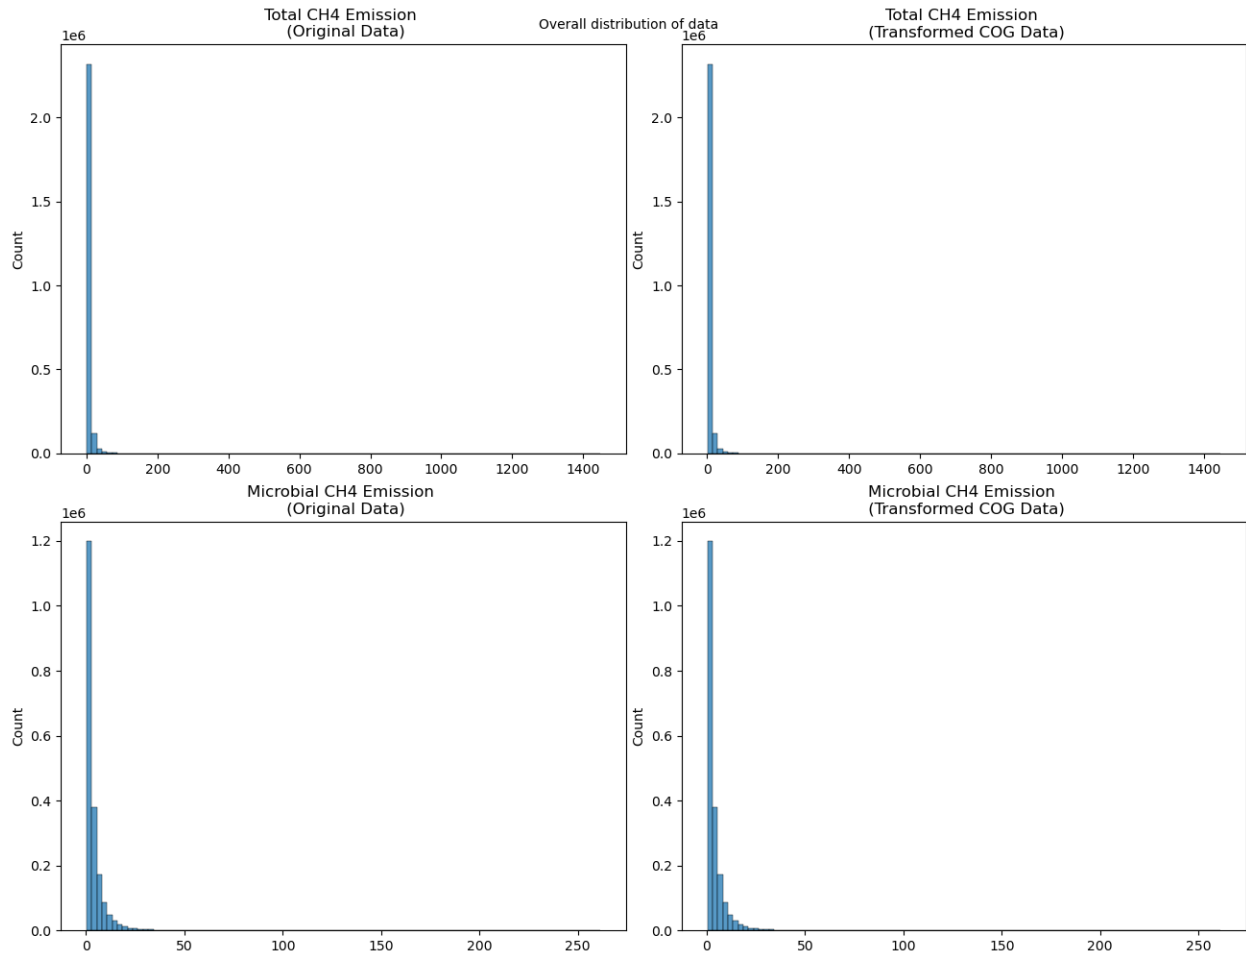 Overall distribution of data
Total CH4 Emission
(Original Data)
1e6
Count
2.0
1.5
1.0
0.5
0.0
0 200 400 600 800 1000 1200 1400
Total CH4 Emission
(Transformed COG Data)
1e6
Count
2.0
1.5
1.0
0.5
0.0
0 200 400 600 800 1000 1200 1400
Microbial CH4 Emission
(Original Data)
1e6
Count
1.2
1.0
0.8
0.6
0.4
0.2
0.0
0 50 100 150 200 250
Microbial CH4 Emission
(Transformed COG Data)
1e6
Count
1.2
1.0
0.8
0.6
0.4
0.2
0.0
0 50 100 150 200 250